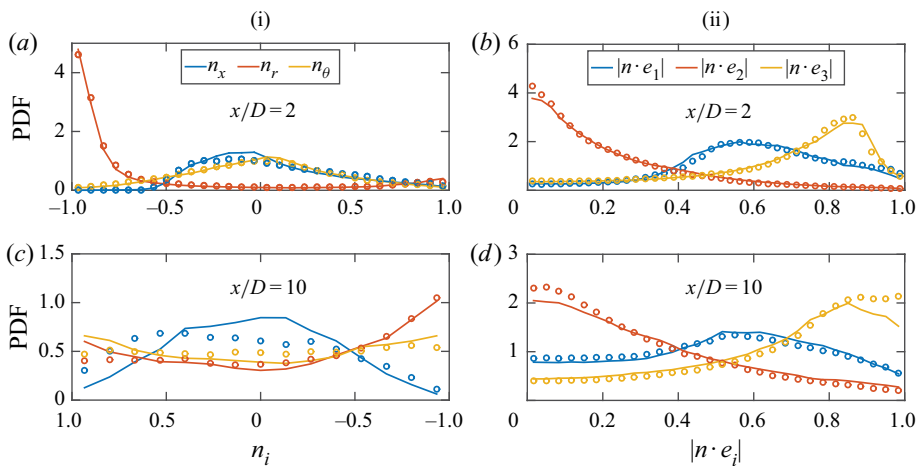 (i)
(ii)
(a)
4
2
0
PDF
n_x n_r n_θ
x/D = 2
−1.0 −0.5 0 0.5 1.0
(b)
6
4
2
0
|n · e_1| |n · e_2| |n · e_3|
x/D = 2
0.2 0.4 0.6 0.8 1.0
(c)
1.5
1.0
0.5
0
PDF
x/D = 10
1.0 0.5 0 −0.5 −1.0
n_i
(d)
3
2
1
0
x/D = 10
0.2 0.4 0.6 0.8 1.0
|n · e_i|